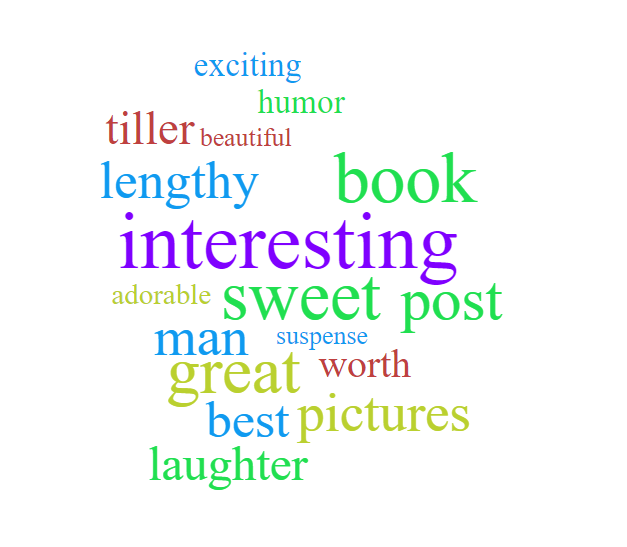 exciting
humor
tiller beautiful
lengthy book
interesting
adorable sweet post
man suspense
great worth
best pictures
laughter